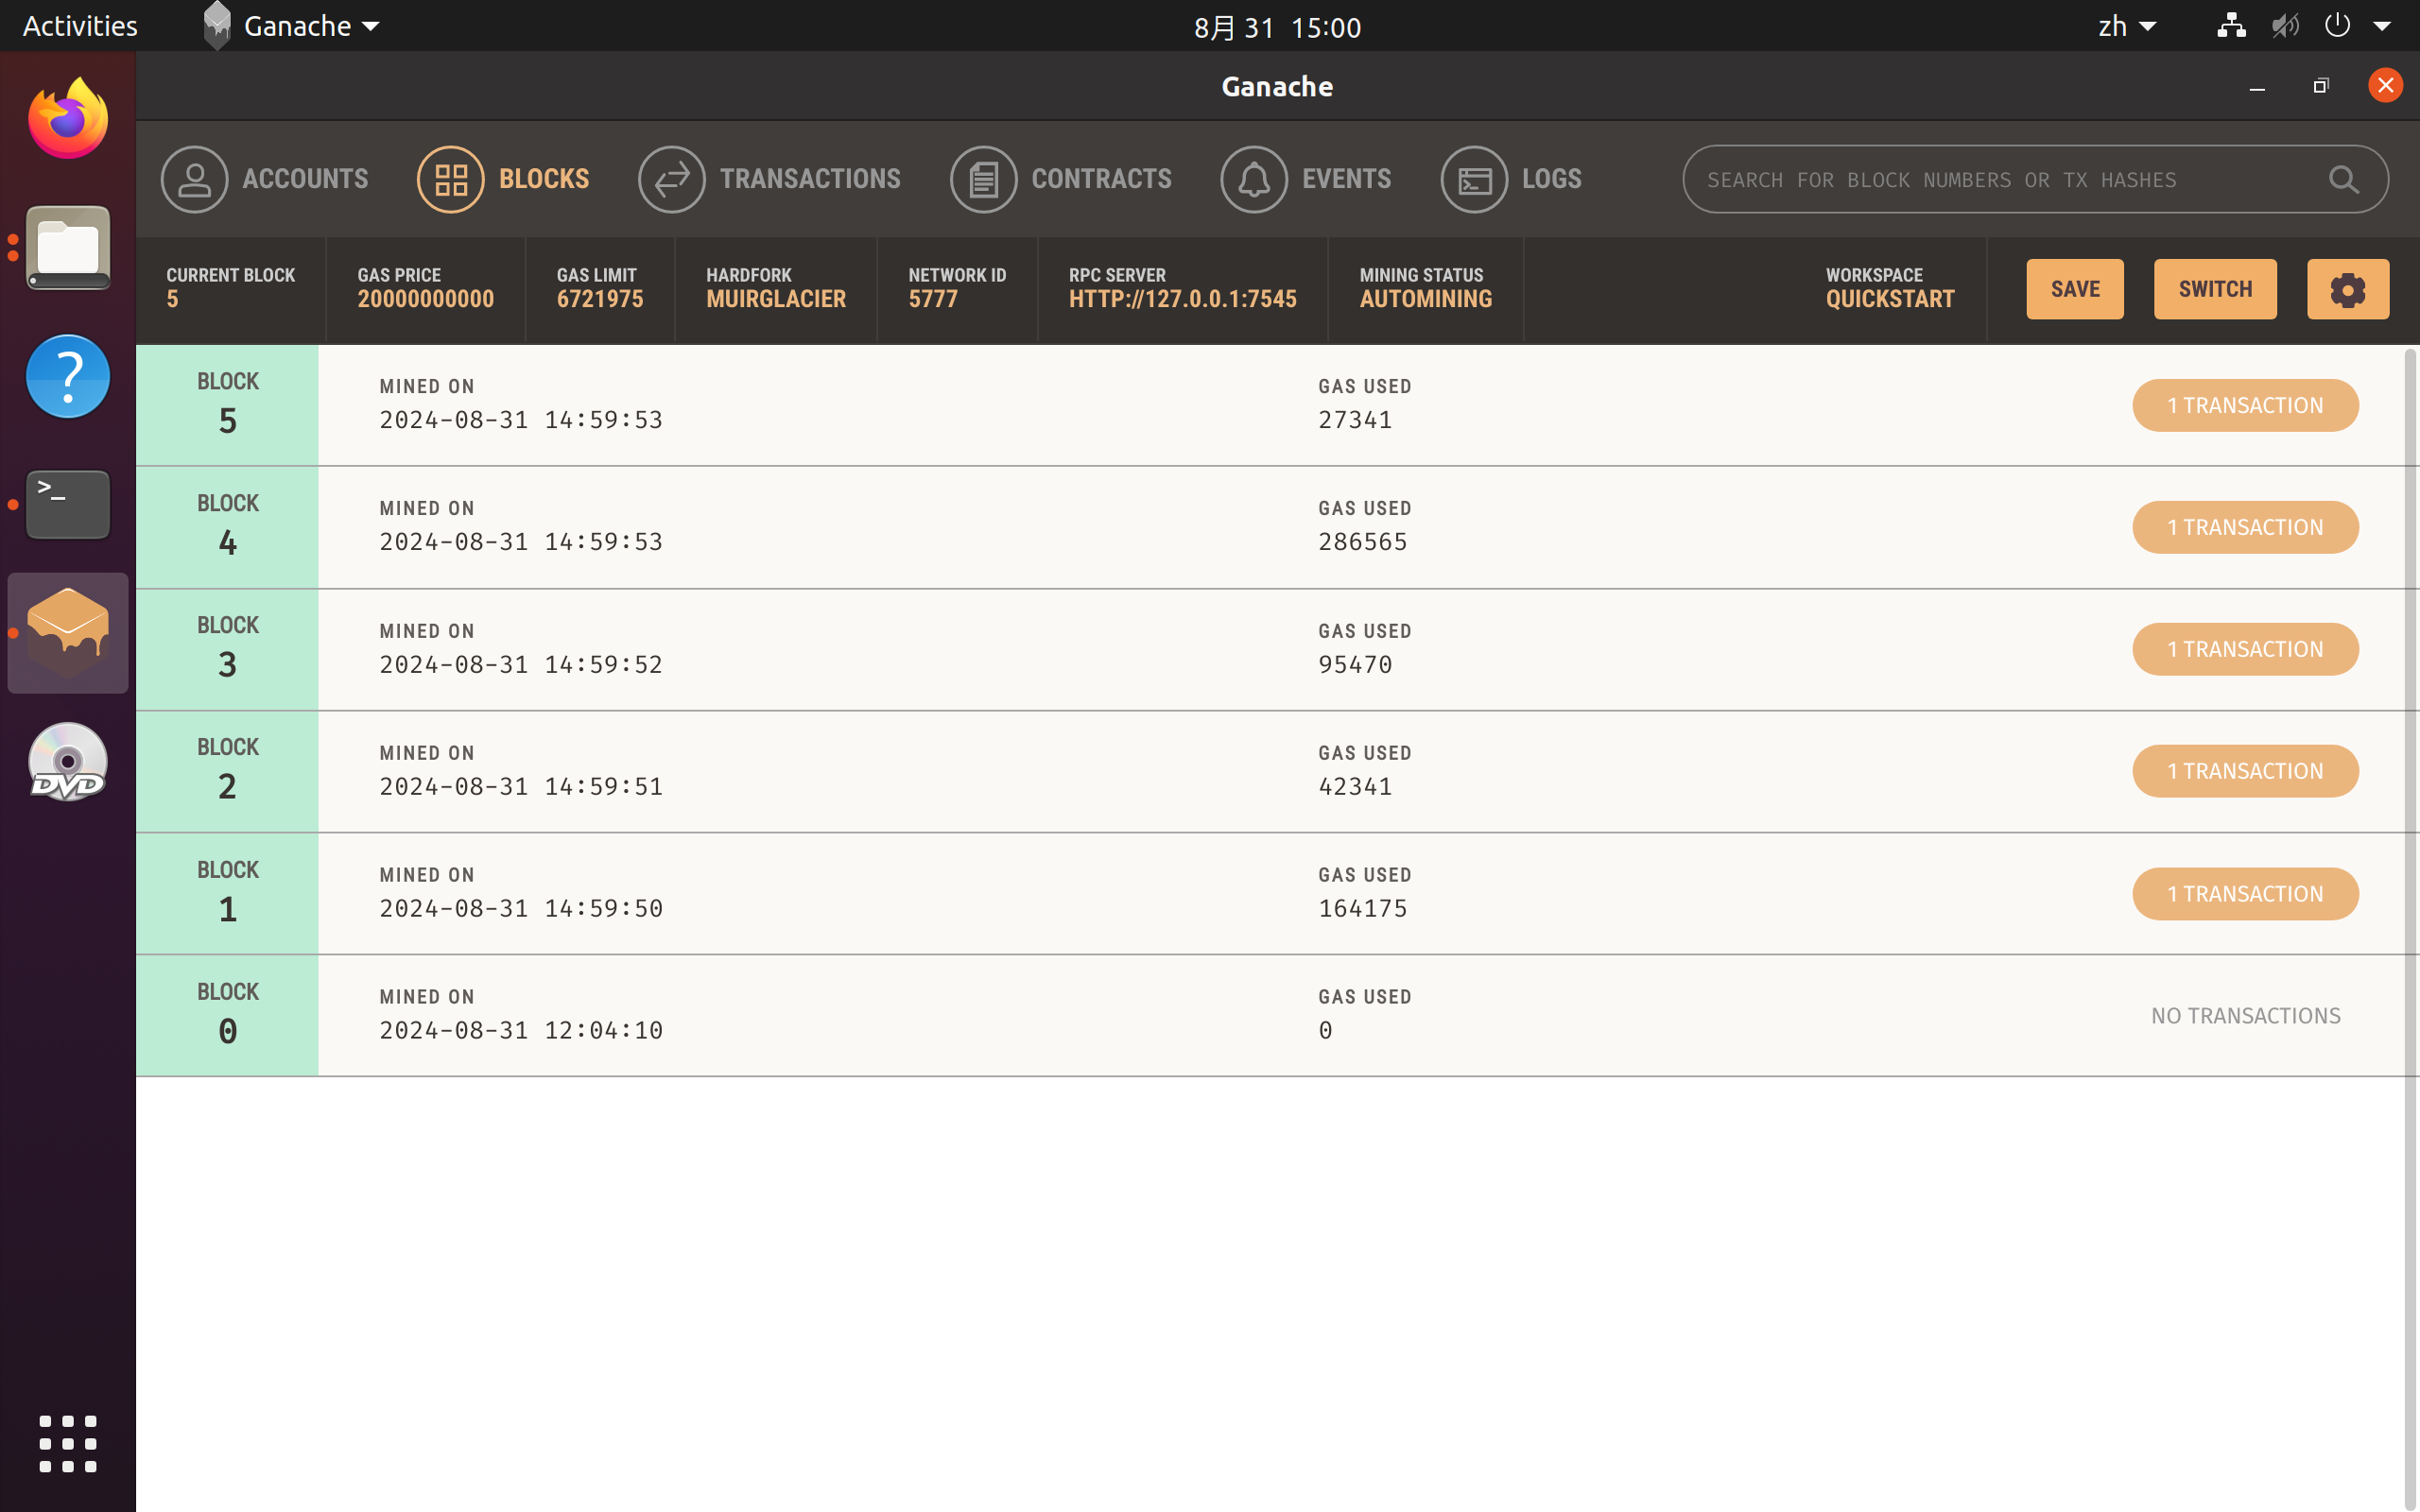 Activities Ganache 8月 31 15:00 zh
Ganache
ACCOUNTS BLOCKS TRANSACTIONS CONTRACTS EVENTS LOGS SEARCH FOR BLOCK NUMBERS OR TX HASHES
CURRENT BLOCK GAS PRICE GAS LIMIT HARDFORK NETWORK ID RPC SERVER MINING STATUS WORKSPACE
5 20000000000 6721975 MUIRGLACIER 5777 HTTP://127.0.0.1:7545 AUTOMINING QUICKSTART
SAVE SWITCH
BLOCK MINED ON GAS USED
5 2024-08-31 14:59:53 27341 1 TRANSACTION
BLOCK MINED ON GAS USED
4 2024-08-31 14:59:53 286565 1 TRANSACTION
BLOCK MINED ON GAS USED
3 2024-08-31 14:59:52 95470 1 TRANSACTION
BLOCK MINED ON GAS USED
2 2024-08-31 14:59:51 42341 1 TRANSACTION
BLOCK MINED ON GAS USED
1 2024-08-31 14:59:50 164175 1 TRANSACTION
BLOCK MINED ON GAS USED
0 2024-08-31 12:04:10 0 NO TRANSACTIONS
>_
DVD